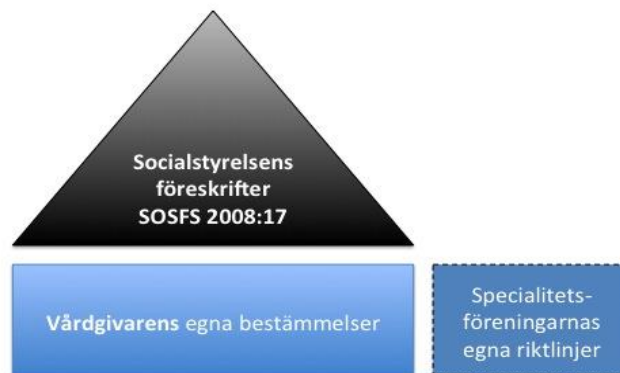 Socialstyrelsens
föreskrifter
SOSFS 2008:17
Vårdgivarens egna bestämmelser
Specialitets-
föreningarnas
egna riktlinjer